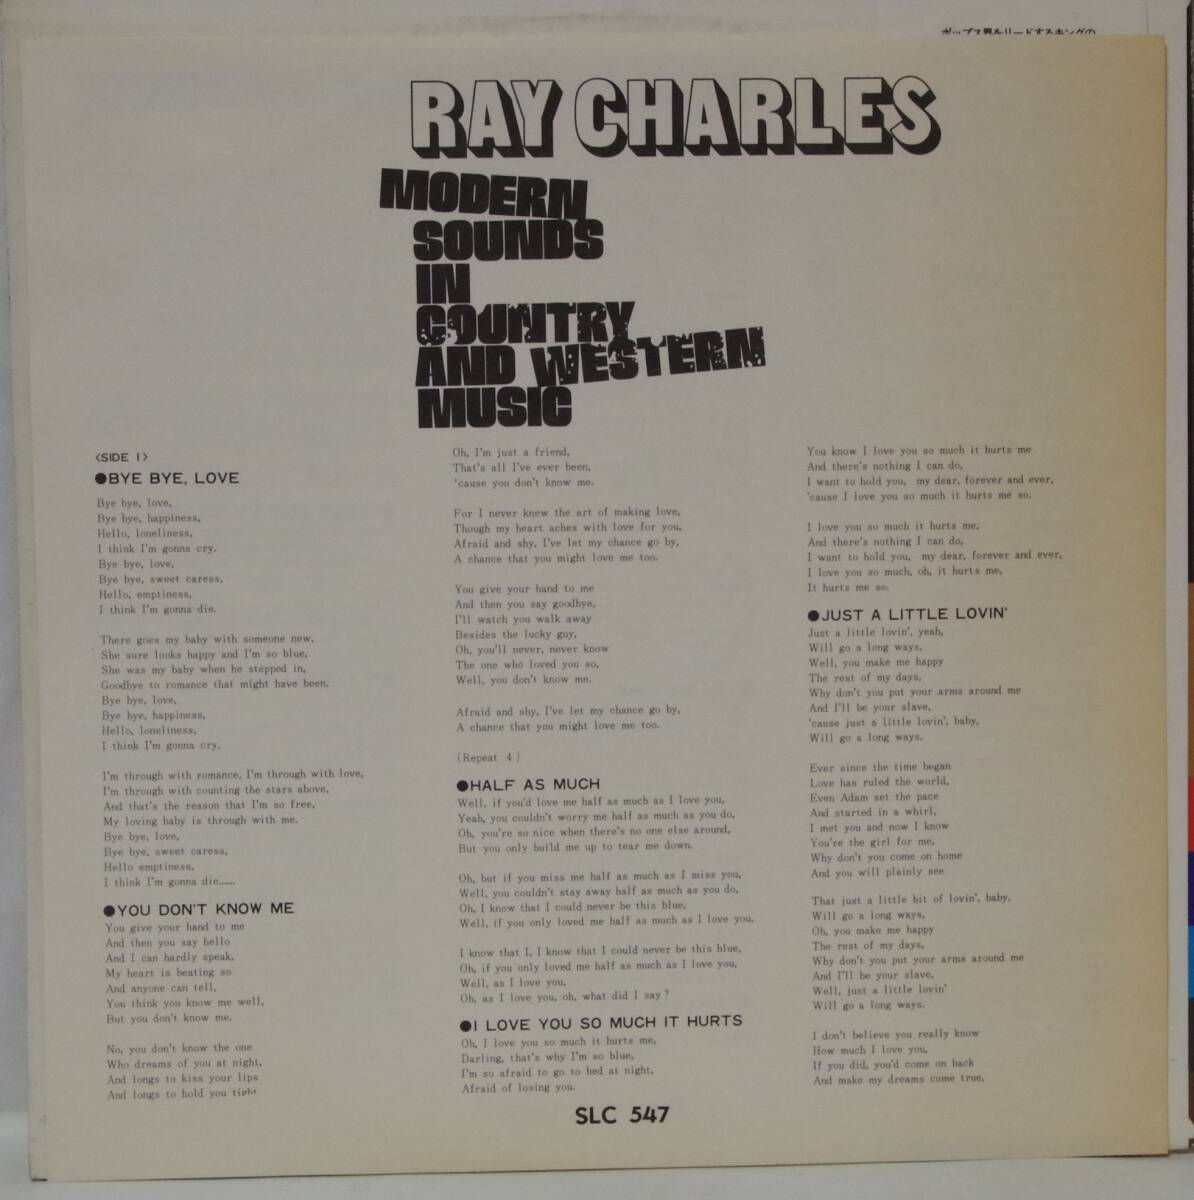 ポップス界をリードするキングの
RAY CHARLES
MODERN
SOUNDS
IN
COUNTRY
AND WESTERN
MUSIC
<SIDE I>
●BYE BYE, LOVE
Bye bye, love,
Bye bye, happiness,
Hello, loneliness,
I think I'm gonna cry.
Bye bye, love,
Bye bye, sweet caress,
Hello, emptiness,
I think I'm gonna die.
There goes my baby with someone new,
She sure looks happy and I'm so blue,
She was my baby when he stepped in,
Goodbye to romance that might have been.
Bye bye, love,
Bye bye, happiness,
Hello, loneliness,
I think I'm gonna cry.
I'm through with romance, I'm through with love,
I'm through with counting the stars above,
And that's the reason that I'm so free,
My loving baby is through with me.
Bye bye, love,
Bye bye, sweet caress,
Hello emptiness,
I think I'm gonna die......
●YOU DON'T KNOW ME
You give your hand to me
And then you say hello
And I can hardly speak,
My heart is beating so
And anyone can tell,
You think you know me well,
But you don't know me.
No, you don't know the one
Who dreams of you at night,
And longs to kiss your lips
And longs to hold you tight
Oh, I'm just a friend,
That's all I've ever been,
'cause you don't know me.
For I never knew the art of making love,
Though my heart aches with love for you,
Afraid and shy, I've let my chance go by,
A chance that you might love me too.
You give your hand to me
And then you say goodbye,
I'll watch you walk away
Besides the lucky guy,
Oh, you'll never, never know
The one who loved you so,
Well, you don't know me.
Afraid and shy, I've let my chance go by,
A chance that you might love me too.
(Repeat 4)
●HALF AS MUCH
Well, if you'd love me half as much as I love you,
Yeah, you couldn't worry me half as much as you do,
Oh, you're so nice when there's no one else around,
But you only build me up to tear me down.
Oh, but if you miss me half as much as I miss you,
Well, you couldn't stay away half as much as you do,
Oh, I know that I could never be this blue,
Well, if you only loved me half as much as I love you.
I know that I, I know that I could never be this blue,
Oh, if you only loved me half as much as I love you,
Well, as I love you,
Oh, as I love you, oh, what did I say?
●I LOVE YOU SO MUCH IT HURTS
Oh, I love you so much it hurts me,
Darling, that's why I'm so blue,
I'm so afraid to go to bed at night,
Afraid of losing you.
You know I love you so much it hurts me
And there's nothing I can do,
I want to hold you, my dear, forever and ever,
'cause I love you so much it hurts me so.
I love you so much it hurts me,
And there's nothing I can do,
I want to hold you, my dear, forever and ever,
I love you so much, oh, it hurts me,
It hurts me so.
●JUST A LITTLE LOVIN'
Just a little lovin', yeah,
Will go a long ways,
Well, you make me happy
The rest of my days,
Why don't you put your arms around me
And I'll be your slave,
'cause just a little lovin', baby,
Will go a long ways.
Ever since the time began
Love has ruled the world,
Even Adam set the pace
And started in a whirl,
I met you and now I know
You're the girl for me,
Why don't you come on home
And you will plainly see
That just a little bit of lovin', baby,
Will go a long ways,
Oh, you make me happy
The rest of my days,
Why don't you put your arms around me
And I'll be your slave,
Well, just a little lovin'
Will go a long ways.
I don't believe you really know
How much I love you,
If you did, you'd come on back
And make my dreams come true,
SLC 547